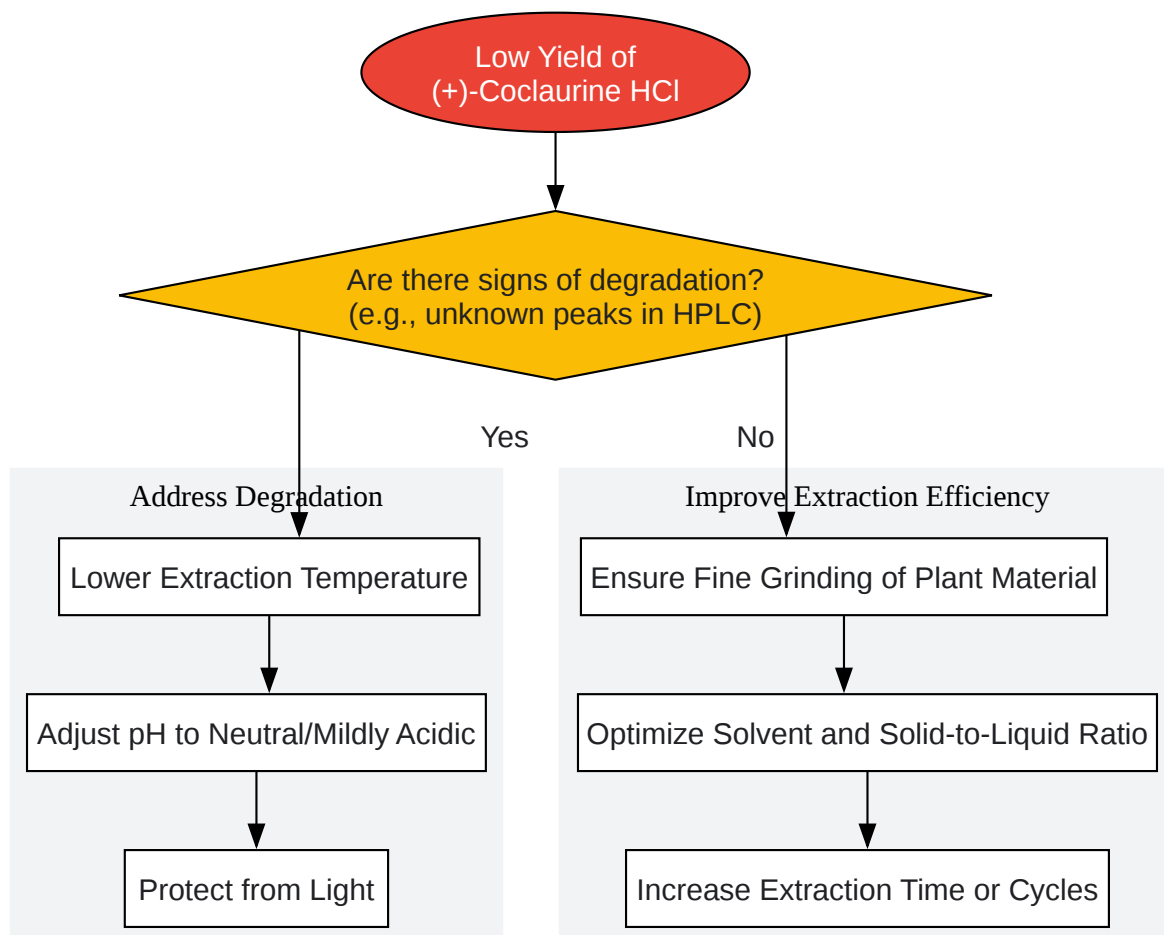 Low Yield of
(+)-Coclaurine HCl
Are there signs of degradation?
(e.g., unknown peaks in HPLC)
Yes
No
Address Degradation
Lower Extraction Temperature
Adjust pH to Neutral/Mildly Acidic
Protect from Light
Improve Extraction Efficiency
Ensure Fine Grinding of Plant Material
Optimize Solvent and Solid-to-Liquid Ratio
Increase Extraction Time or Cycles